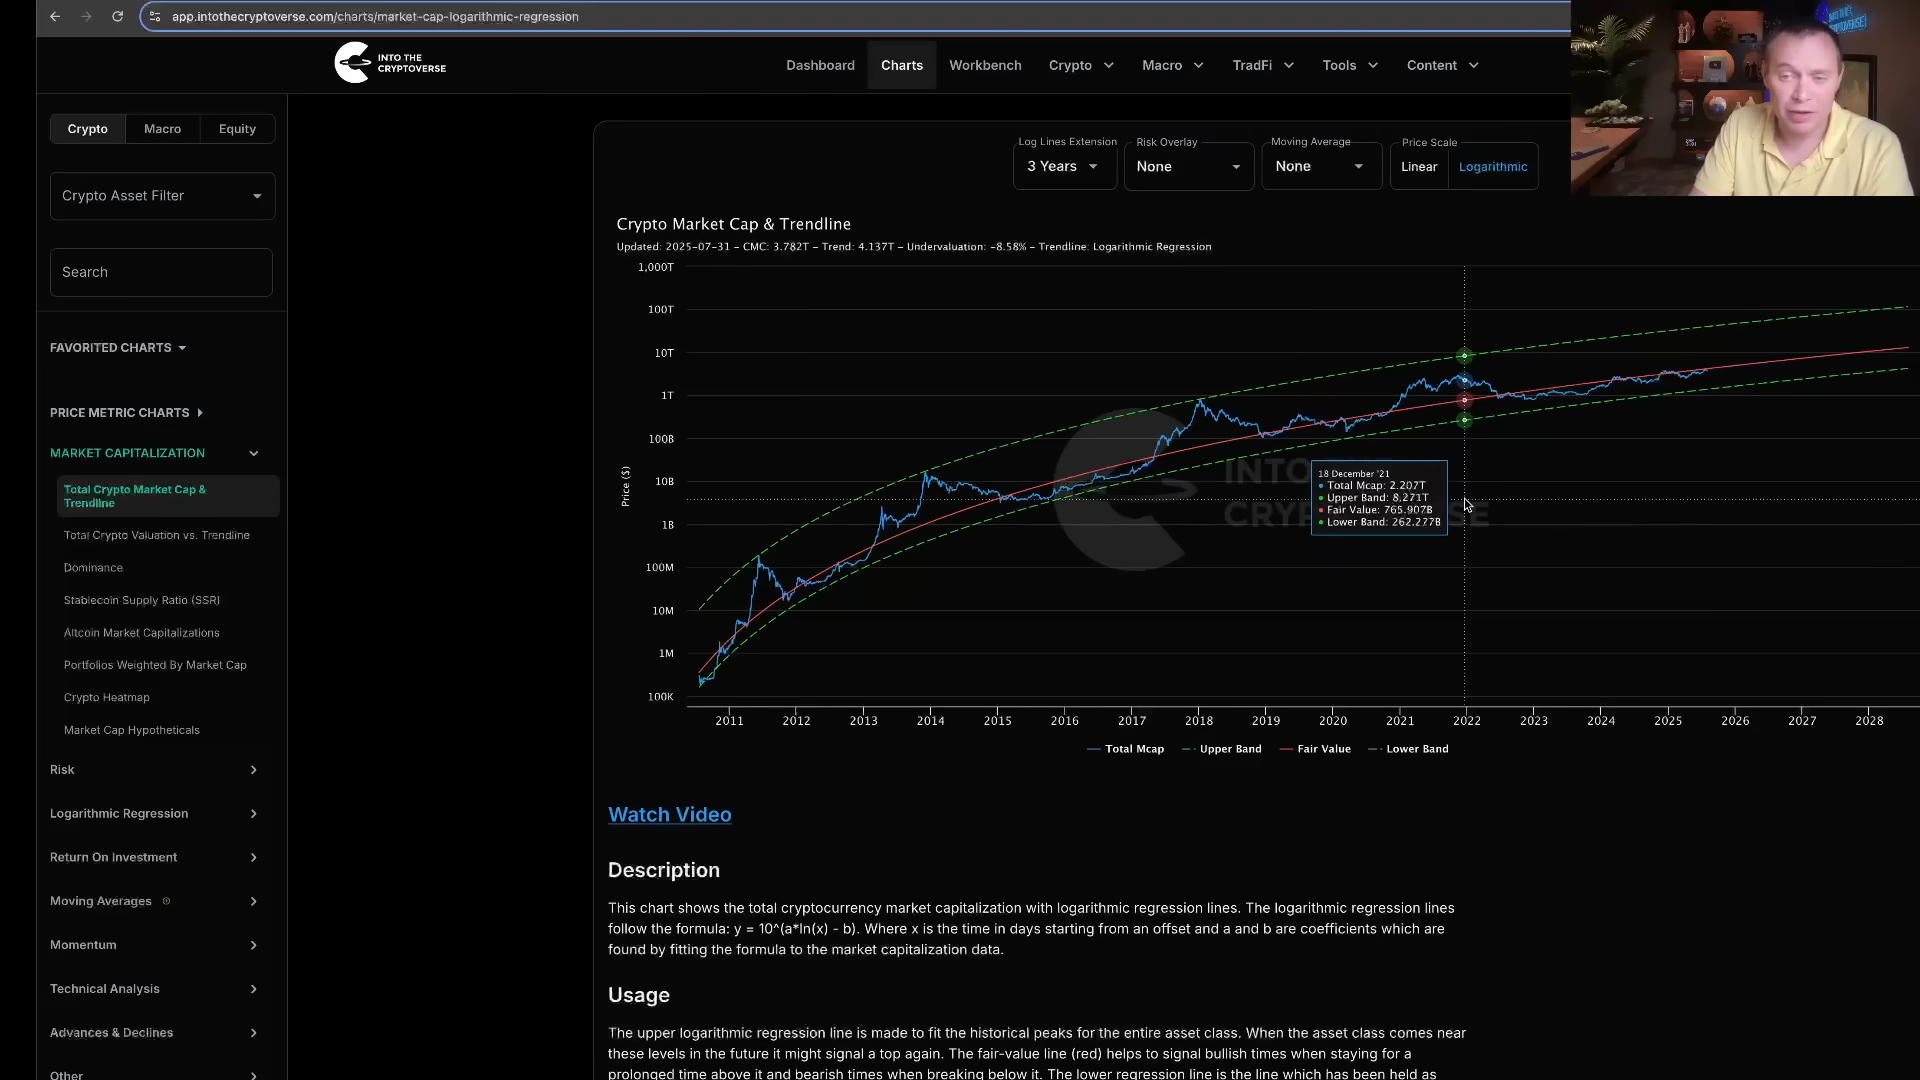 app.intothecryptoverse.com/charts/market-cap-logarithmic-regression
INTO THE
CRYPTOVERSE
Dashboard
Charts
Workbench
Crypto
Macro
TradFi
Tools
Content
Crypto
Macro
Equity
Crypto Asset Filter
Search
FAVORITED CHARTS
PRICE METRIC CHARTS
MARKET CAPITALIZATION
Total Crypto Market Cap &
Trendline
Total Crypto Valuation vs. Trendline
Dominance
Stablecoin Supply Ratio (SSR)
Altcoin Market Capitalizations
Portfolios Weighted By Market Cap
Crypto Heatmap
Market Cap Hypotheticals
Risk
Logarithmic Regression
Return On Investment
Moving Averages
Momentum
Technical Analysis
Advances & Declines
Other
Log Lines Extension
3 Years
Risk Overlay
None
Moving Average
None
Price Scale
Linear
Logarithmic
Crypto Market Cap & Trendline
Updated: 2025-07-31 - CMC: 3.782T - Trend: 4.137T - Undervaluation: -8.58% - Trendline: Logarithmic Regression
1,000T
100T
10T
1T
100B
10B
1B
100M
10M
1M
100K
Price ($)
18 December '21
Total Mcap: 2.207T
Upper Band: 8.271T
Fair Value: 765.907B
Lower Band: 262.277B
2011 2012 2013 2014 2015 2016 2017 2018 2019 2020 2021 2022 2023 2024 2025 2026 2027 2028
Total Mcap Upper Band Fair Value Lower Band
Watch Video
Description
This chart shows the total cryptocurrency market capitalization with logarithmic regression lines. The logarithmic regression lines
follow the formula: y = 10^(a*ln(x) - b). Where x is the time in days starting from an offset and a and b are coefficients which are
found by fitting the formula to the market capitalization data.
Usage
The upper logarithmic regression line is made to fit the historical peaks for the entire asset class. When the asset class comes near
these levels in the future it might signal a top again. The fair-value line (red) helps to signal bullish times when staying for a
prolonged time above it and bearish times when breaking below it. The lower regression line is the line which has been held as